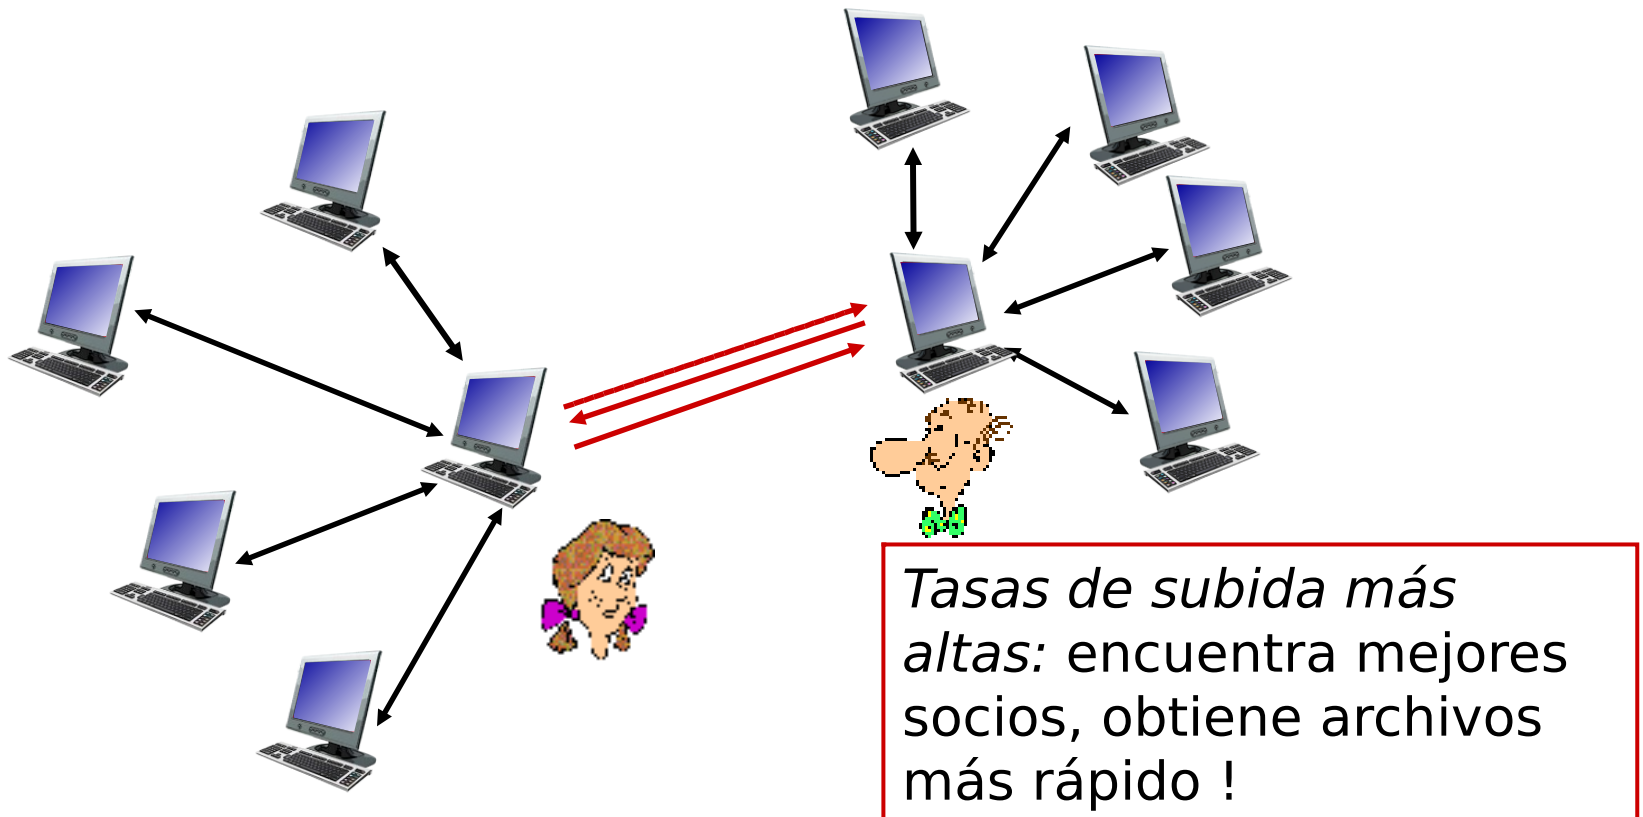 Tasas de subida más
altas: encuentra mejores
socios, obtiene archivos
más rápido !